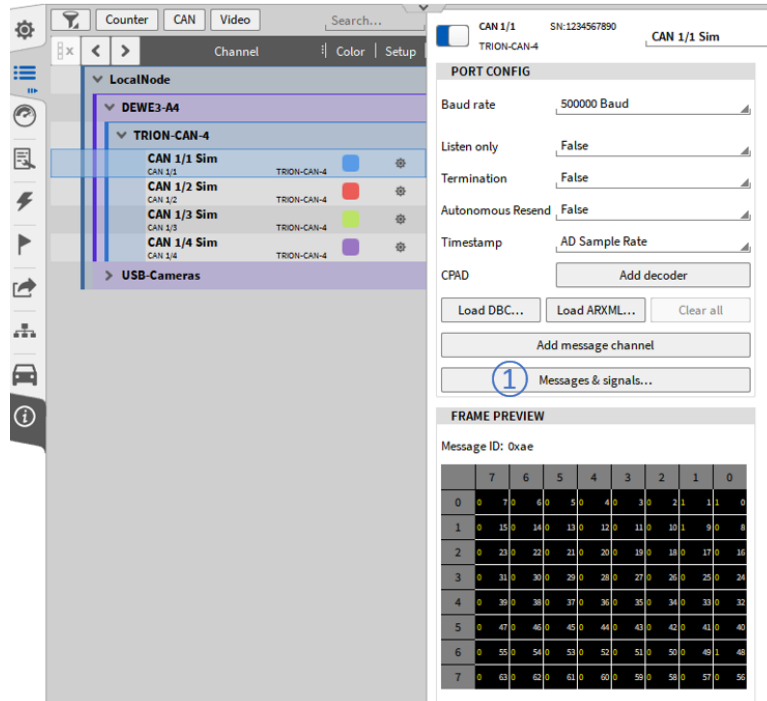 Counter CAN Video Search...
Channel Color Setup
LocalNode
DEWE3-A4
TRION-CAN-4
CAN 1/1 Sim
CAN 1/1 TRION-CAN-4
CAN 1/2 Sim
CAN 1/2 TRION-CAN-4
CAN 1/3 Sim
CAN 1/3 TRION-CAN-4
CAN 1/4 Sim
CAN 1/4 TRION-CAN-4
USB-Cameras
CAN 1/1 SN:1234567890 CAN 1/1 Sim
TRION-CAN-4
PORT CONFIG
Baud rate 500000 Baud
Listen only False
Termination False
Autonomous Resend False
Timestamp AD Sample Rate
CPAD Add decoder
Load DBC... Load ARXML... Clear all
Add message channel
1 Messages & signals...
FRAME PREVIEW
Message ID: 0xae
7 6 5 4 3 2 1 0
0 0 7 0 6 0 5 0 4 0 3 0 2 1 1 1 0
1 0 15 0 14 0 13 0 12 0 11 0 10 1 9 0 8
2 0 23 0 22 0 21 0 20 0 19 0 18 0 17 0 16
3 0 31 0 30 0 29 0 28 0 27 0 26 0 25 0 24
4 0 39 0 38 0 37 0 36 0 35 0 34 0 33 0 32
5 0 47 0 46 0 45 0 44 0 43 0 42 0 41 0 40
6 0 55 0 54 0 53 0 52 0 51 0 50 0 49 1 48
7 0 63 0 62 0 61 0 60 0 59 0 58 0 57 0 56